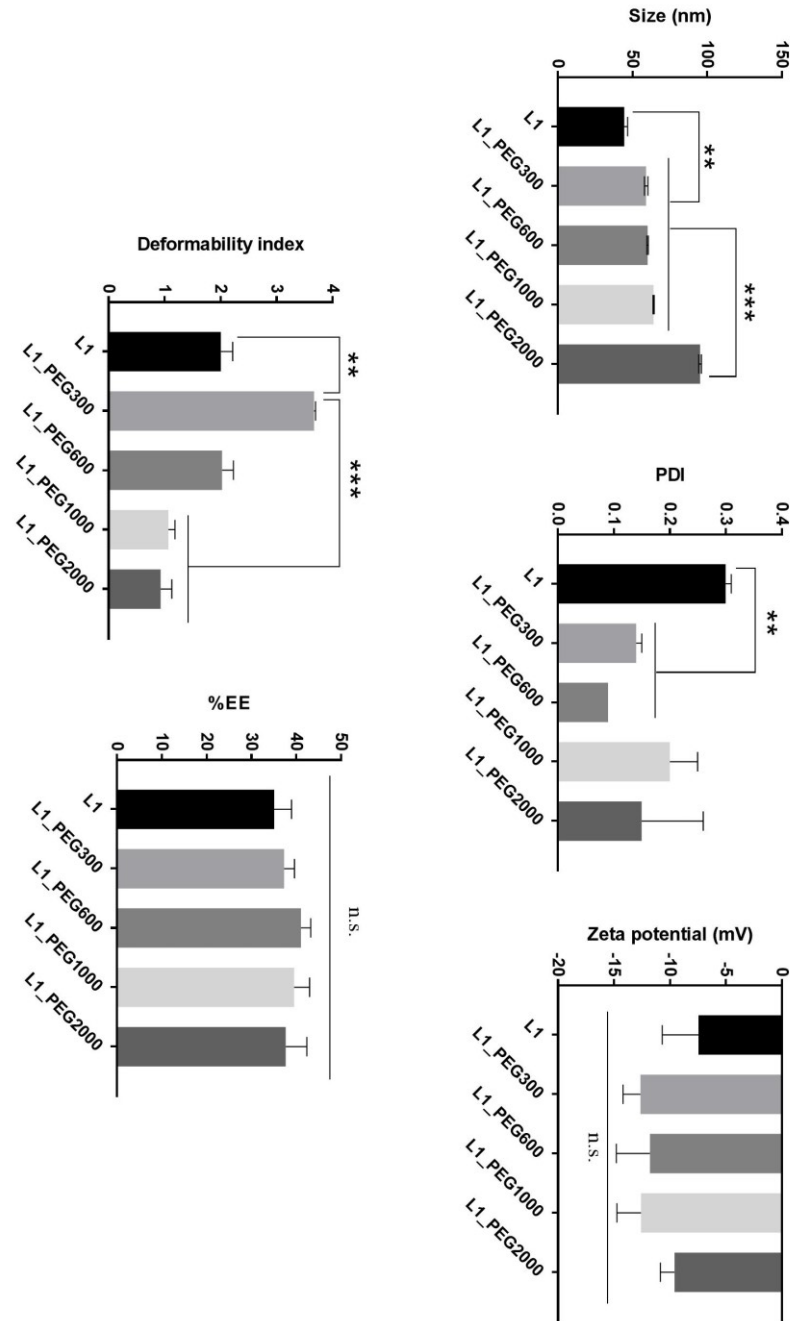 Size (nm)
150
100
50
0
**
***
L1
L1_PEG300
L1_PEG600
L1_PEG1000
L1_PEG2000
PDI
0.4
0.3
0.2
0.1
0.0
**
L1
L1_PEG300
L1_PEG600
L1_PEG1000
L1_PEG2000
Zeta potential (mV)
0
-5
-10
-15
-20
n.s.
L1
L1_PEG300
L1_PEG600
L1_PEG1000
L1_PEG2000
Deformability index
4
3
2
1
0
**
***
L1
L1_PEG300
L1_PEG600
L1_PEG1000
L1_PEG2000
%EE
50
40
30
20
10
0
n.s.
L1
L1_PEG300
L1_PEG600
L1_PEG1000
L1_PEG2000